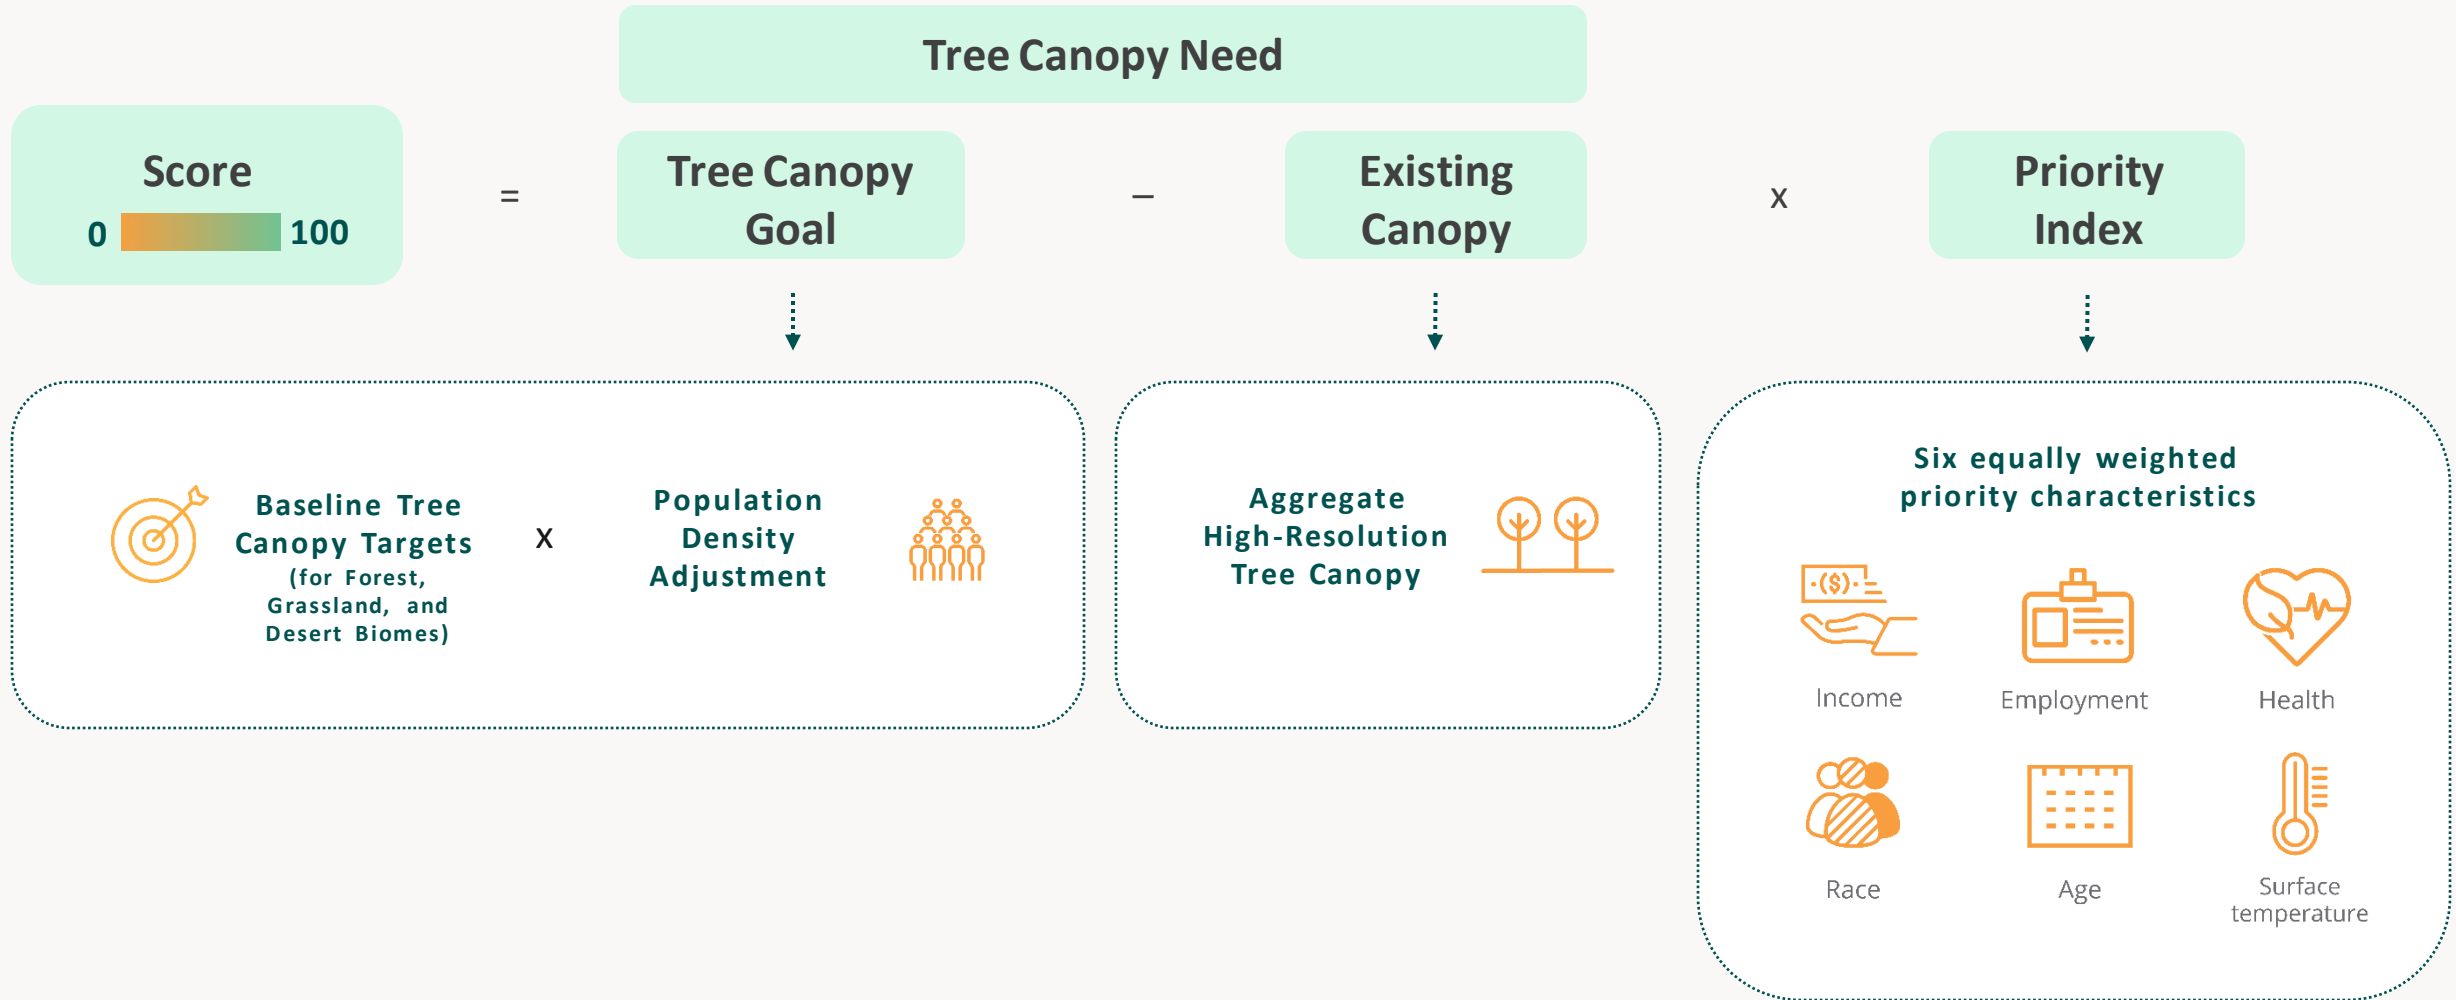 Tree Canopy Need
Score
0 100
=
Tree Canopy
Goal
–
Existing
Canopy
x
Priority
Index
Baseline Tree
Canopy Targets
(for Forest,
Grassland, and
Desert Biomes)
x
Population
Density
Adjustment
Aggregate
High-Resolution
Tree Canopy
Six equally weighted
priority characteristics
($)
Income
Employment
Health
Race
Age
Surface
temperature